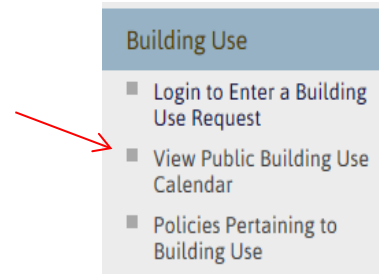 Building Use
Login to Enter a Building
Use Request
View Public Building Use
Calendar
Policies Pertaining to
Building Use